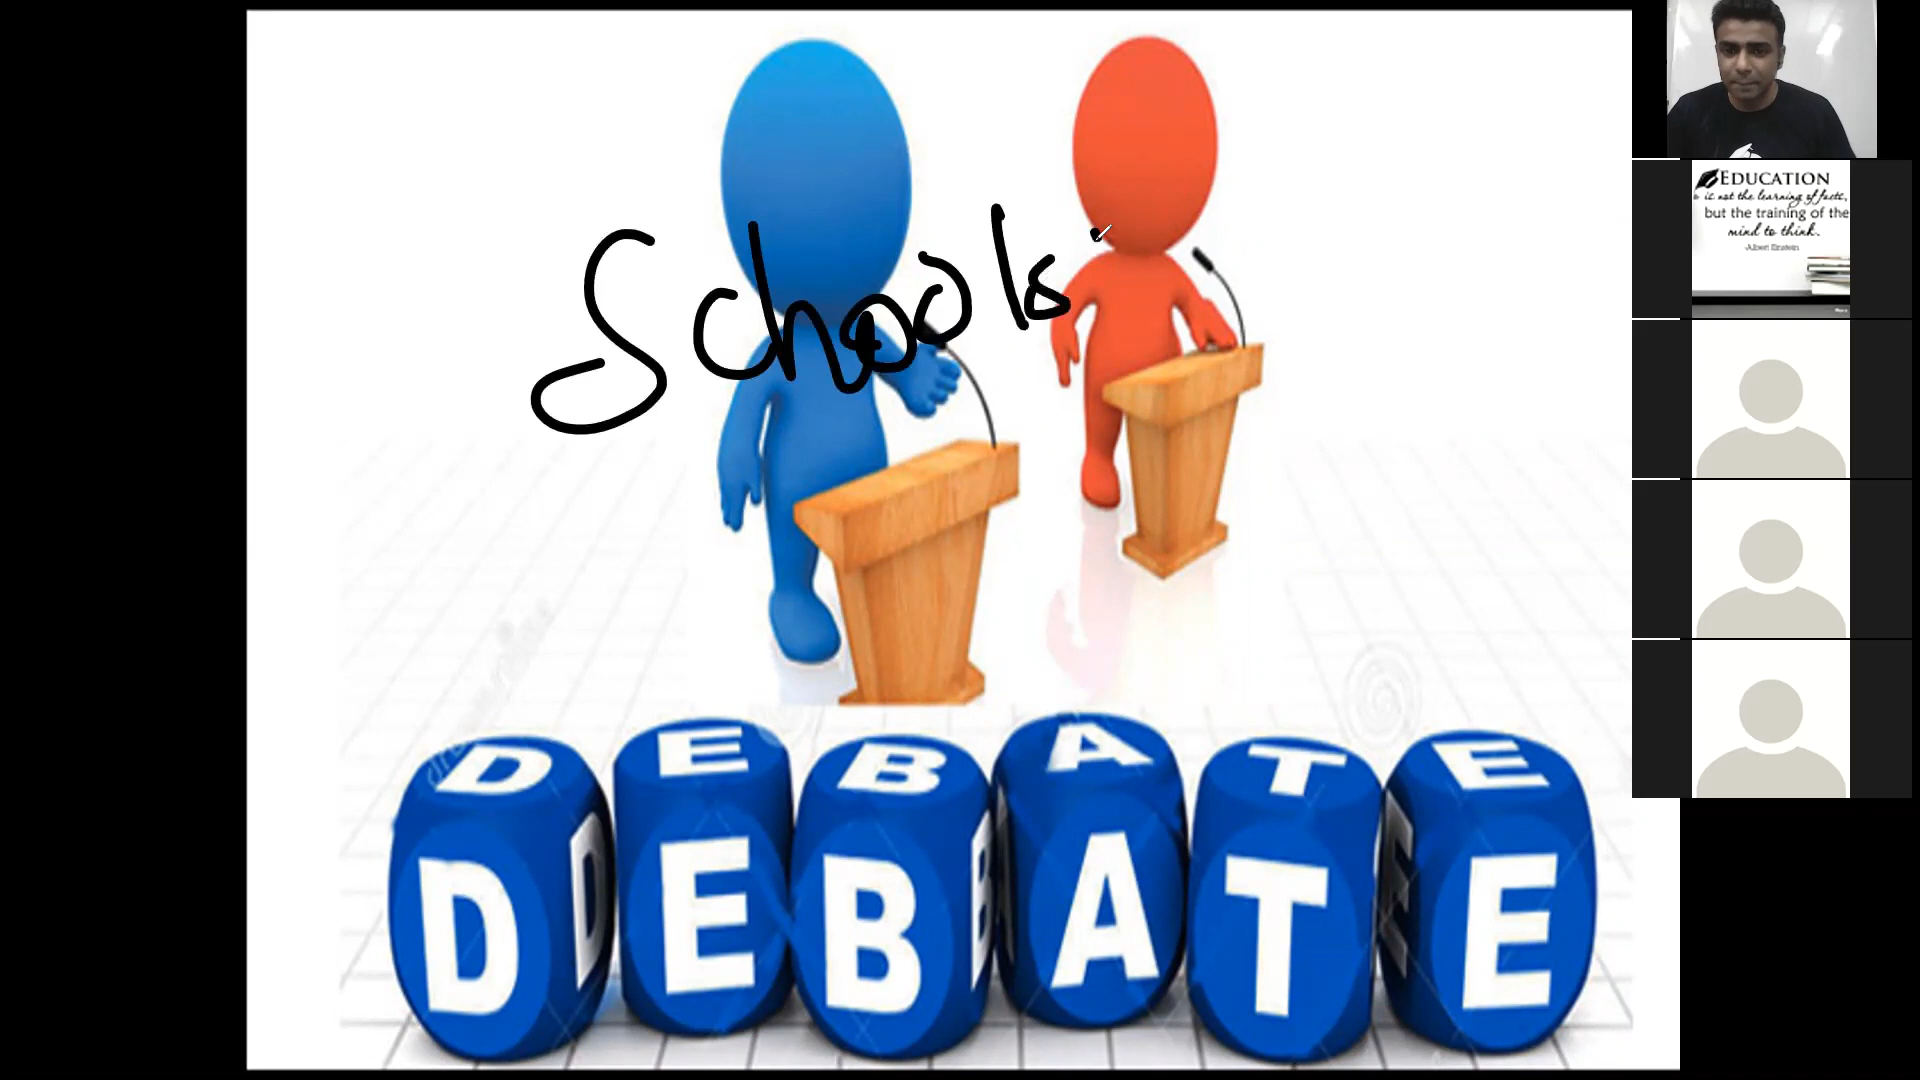 Schools
DEBATE
DEBATE
EDUCATION
is not the learning of facts,
but the training of the
mind to think.
-Albert Einstein